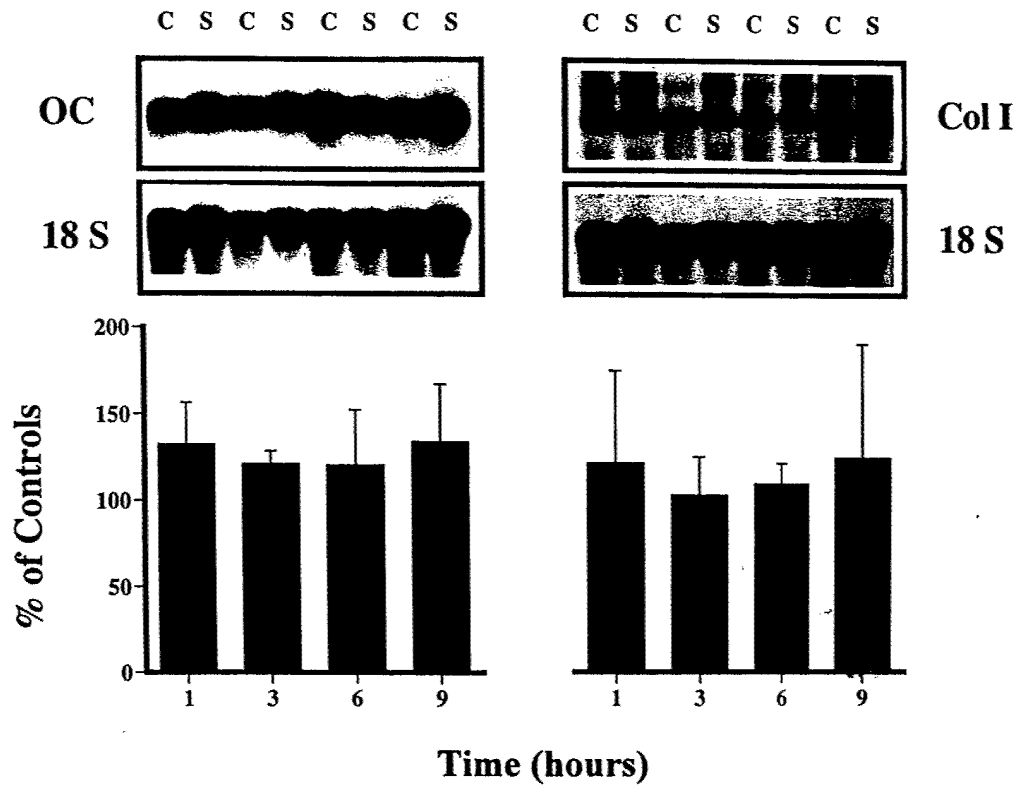 C S C S C S C S
C S C S C S C S
OC
Col I
18 S
18 S
200
150
100
50
0
% of Controls
1 3 6 9
1 3 6 9
Time (hours)